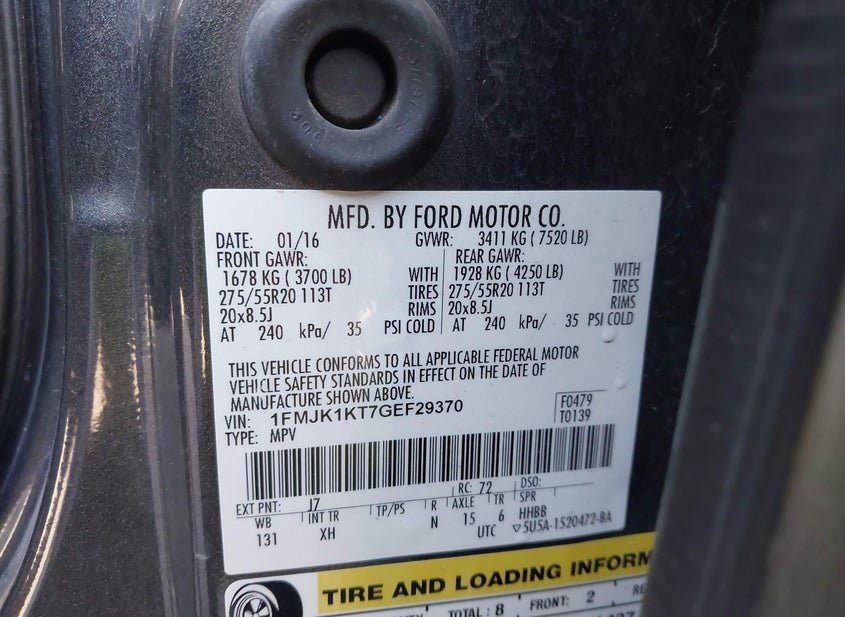 MFD. BY FORD MOTOR CO.
DATE: 01/16 GVWR: 3411 KG ( 7520 LB)
FRONT GAWR: REAR GAWR:
1678 KG ( 3700 LB) WITH 1928 KG ( 4250 LB) WITH
275/55R20 113T TIRES 275/55R20 113T TIRES
20x8.5J RIMS 20x8.5J RIMS
AT 240 kPa/ 35 PSI COLD AT 240 kPa/ 35 PSI COLD
THIS VEHICLE CONFORMS TO ALL APPLICABLE FEDERAL MOTOR
VEHICLE SAFETY STANDARDS IN EFFECT ON THE DATE OF
MANUFACTURE SHOWN ABOVE.
VIN: 1FMJK1KT7GEF29370 F0479
TYPE: MPV T0139
EXT PNT: J7 RC: 72 DSO:
WB INT TR TP/PS R AXLE TR SPR
131 XH N 15 6 HHBB
UTC ▽5U5A-1520472-BA
TIRE AND LOADING INFORM
TOTAL: 8 FRONT: 2